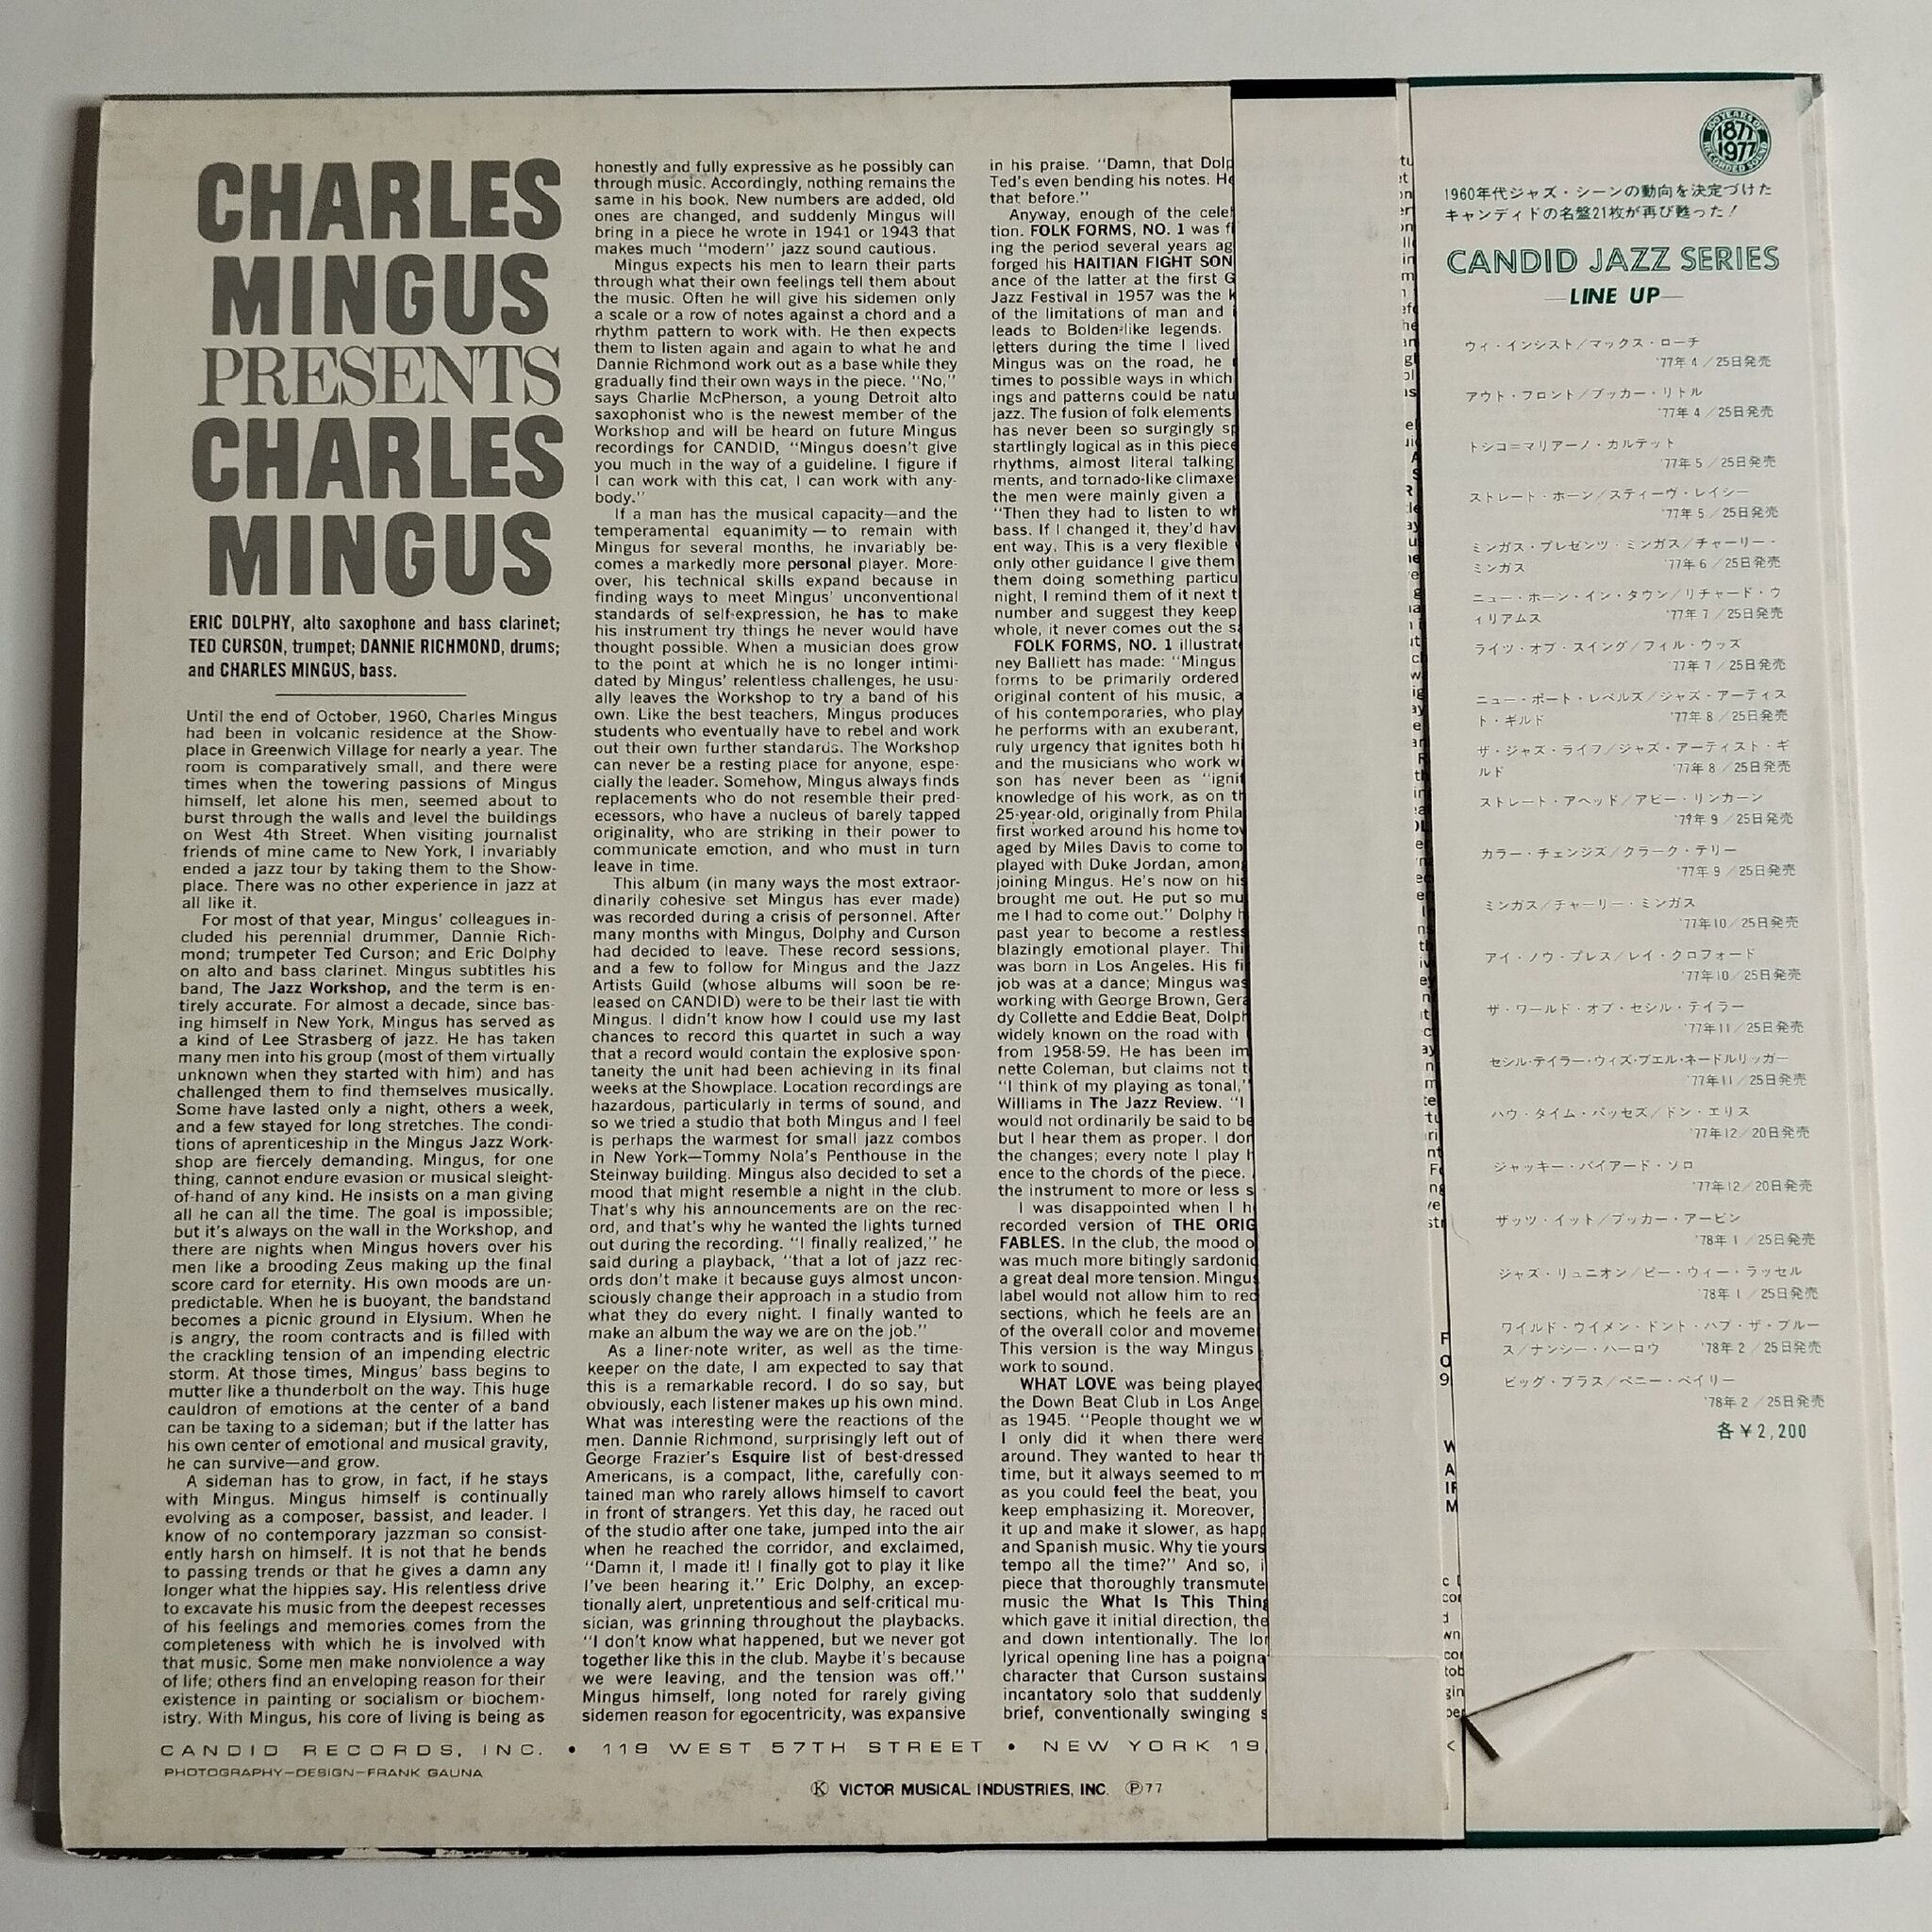 CHARLES
MINGUS
PRESENTS
CHARLES
MINGUS
ERIC DOLPHY, alto saxophone and bass clarinet;
TED CURSON, trumpet; DANNIE RICHMOND, drums;
and CHARLES MINGUS, bass.
Until the end of October, 1960, Charles Mingus
had been in volcanic residence at the Show-
place in Greenwich Village for nearly a year. The
room is comparatively small, and there were
times when the towering passions of Mingus
himself, let alone his men, seemed about to
burst through the walls and level the buildings
on West 4th Street. When visiting journalist
friends of mine came to New York, I invariably
ended a jazz tour by taking them to the Show-
place. There was no other experience in jazz at
all like it.
For most of that year, Mingus' colleagues in-
cluded his perennial drummer, Dannie Rich-
mond; trumpeter Ted Curson; and Eric Dolphy
on alto and bass clarinet. Mingus subtitles his
band, The Jazz Workshop, and the term is en-
tirely accurate. For almost a decade, since bas-
ing himself in New York, Mingus has served as
a kind of Lee Strasberg of jazz. He has taken
many men into his group (most of them virtually
unknown when they started with him) and has
challenged them to find themselves musically.
Some have lasted only a night, others a week,
and a few stayed for long stretches. The condi-
tions of aprenticeship in the Mingus Jazz Work-
shop are fiercely demanding. Mingus, for one
thing, cannot endure evasion or musical sleight-
of-hand of any kind. He insists on a man giving
all he can all the time. The goal is impossible;
but it's always on the wall in the Workshop, and
there are nights when Mingus hovers over his
men like a brooding Zeus making up the final
score card for eternity. His own moods are un-
predictable. When he is buoyant, the bandstand
becomes a picnic ground in Elysium. When he
is angry, the room contracts and is filled with
the crackling tension of an impending electric
storm. At those times, Mingus' bass begins to
mutter like a thunderbolt on the way. This huge
cauldron of emotions at the center of a band
can be taxing to a sideman; but if the latter has
his own center of emotional and musical gravity,
he can survive—and grow.
A sideman has to grow, in fact, if he stays
with Mingus. Mingus himself is continually
evolving as a composer, bassist, and leader. I
know of no contemporary jazzman so consist-
ently harsh on himself. It is not that he bends
to passing trends or that he gives a damn any
longer what the hippies say. His relentless drive
to excavate his music from the deepest recesses
of his feelings and memories comes from the
completeness with which he is involved with
that music. Some men make nonviolence a way
of life; others find an enveloping reason for their
existence in painting or socialism or biochem-
istry. With Mingus, his core of living is being as
honestly and fully expressive as he possibly can
through music. Accordingly, nothing remains the
same in his book. New numbers are added, old
ones are changed, and suddenly Mingus will
bring in a piece he wrote in 1941 or 1943 that
makes much "modern" jazz sound cautious.
Mingus expects his men to learn their parts
through what their own feelings tell them about
the music. Often he will give his sidemen only
a scale or a row of notes against a chord and a
rhythm pattern to work with. He then expects
them to listen again and again to what he and
Dannie Richmond work out as a base while they
gradually find their own ways in the piece. "No,"
says Charlie McPherson, a young Detroit alto
saxophonist who is the newest member of the
Workshop and will be heard on future Mingus
recordings for CANDID, "Mingus doesn't give
you much in the way of a guideline. I figure if
I can work with this cat, I can work with any-
body."
If a man has the musical capacity—and the
temperamental equanimity — to remain with
Mingus for several months, he invariably be-
comes a markedly more personal player. More-
over, his technical skills expand because in
finding ways to meet Mingus' unconventional
standards of self-expression, he has to make
his instrument try things he never would have
thought possible. When a musician does grow
to the point at which he is no longer intimi-
dated by Mingus' relentless challenges, he usu-
ally leaves the Workshop to try a band of his
own. Like the best teachers, Mingus produces
students who eventually have to rebel and work
out their own further standards. The Workshop
can never be a resting place for anyone, espe-
cially the leader. Somehow, Mingus always finds
replacements who do not resemble their pred-
ecessors, who have a nucleus of barely tapped
originality, who are striking in their power to
communicate emotion, and who must in turn
leave in time.
This album (in many ways the most extraor-
dinarily cohesive set Mingus has ever made)
was recorded during a crisis of personnel. After
many months with Mingus, Dolphy and Curson
had decided to leave. These record sessions,
and a few to follow for Mingus and the Jazz
Artists Guild (whose albums will soon be re-
leased on CANDID) were to be their last tie with
Mingus. I didn't know how I could use my last
chances to record this quartet in such a way
that a record would contain the explosive spon-
taneity the unit had been achieving in its final
weeks at the Showplace. Location recordings are
hazardous, particularly in terms of sound, and
so we tried a studio that both Mingus and I feel
is perhaps the warmest for small jazz combos
in New York—Tommy Nola's Penthouse in the
Steinway building. Mingus also decided to set a
mood that might resemble a night in the club.
That's why his announcements are on the rec-
ord, and that's why he wanted the lights turned
out during the recording. "I finally realized," he
said during a playback, "that a lot of jazz rec-
ords don't make it because guys almost uncon-
sciously change their approach in a studio from
what they do every night. I finally wanted to
make an album the way we are on the job."
As a liner-note writer, as well as the time-
keeper on the date, I am expected to say that
this is a remarkable record. I do so say, but
obviously, each listener makes up his own mind.
What was interesting were the reactions of the
men. Dannie Richmond, surprisingly left out of
George Frazier's Esquire list of best-dressed
Americans, is a compact, lithe, carefully con-
tained man who rarely allows himself to cavort
in front of strangers. Yet this day, he raced out
of the studio after one take, jumped into the air
when he reached the corridor, and exclaimed,
"Damn it, I made it! I finally got to play it like
I've been hearing it." Eric Dolphy, an excep-
tionally alert, unpretentious and self-critical mu-
sician, was grinning throughout the playbacks.
"I don't know what happened, but we never got
together like this in the club. Maybe it's because
we were leaving, and the tension was off."
Mingus himself, long noted for rarely giving
sidemen reason for egocentricity, was expansive
in his praise. "Damn, that Dolp
Ted's even bending his notes. He
that before."
Anyway, enough of the cele
tion. FOLK FORMS, NO. 1 was
ing the period several years ag
forged his HAITIAN FIGHT SON
ance of the latter at the first G
Jazz Festival in 1957 was the
of the limitations of man and
leads to Bolden-like legends.
letters during the time I lived
Mingus was on the road, he
times to possible ways in which
ings and patterns could be natu
jazz. The fusion of folk elements
has never been so surgingly sp
startlingly logical as in this piece
rhythms, almost literal talking
ments, and tornado-like climaxe
the men were mainly given a
"Then they had to listen to
bass. If I changed it, they'd hav
ent way. This is a very flexible
only other guidance I give them
them doing something particu
night, I remind them of it next t
number and suggest they keep
whole, it never comes out the sa
FOLK FORMS, NO. 1 illustrat
ney Balliett has made: "Mingus
forms to be primarily ordered
original content of his music, a
of his contemporaries, who play
he performs with an exuberant,
ruly urgency that ignites both hi
and the musicians who work wi
son has never been as "ignit
knowledge of his work, as on th
25-year-old, originally from Phila
first worked around his home tov
aged by Miles Davis to come to
played with Duke Jordan, among
joining Mingus. He's now on his
brought me out. He put so mu
me I had to come out." Dolphy h
past year to become a restless
blazingly emotional player. Thi
was born in Los Angeles. His fi
job was at a dance; Mingus was
working with George Brown, Gera
dy Collette and Eddie Beat, Dolph
widely known on the road with
from 1958-59. He has been im
nette Coleman, but claims not t
"I think of my playing as tonal,"
Williams in The Jazz Review. "I
would not ordinarily be said to be
but I hear them as proper. I don
the changes; every note I play h
ence to the chords of the piece.
the instrument to more or less s
I was disappointed when I h
recorded version of THE ORIG
FABLES. In the club, the mood o
was much more bitingly sardonic
a great deal more tension. Mingus
label would not allow him to rec
sections, which he feels are an
of the overall color and moveme
This version is the way Mingus
work to sound.
WHAT LOVE was being played
the Down Beat Club in Los Ange
as 1945. "People thought we w
I only did it when there were
around. They wanted to hear th
time, but it always seemed to m
as you could feel the beat, you
keep emphasizing it. Moreover,
it up and make it slower, as happ
and Spanish music. Why tie yours
tempo all the time?" And so, i
piece that thoroughly transmute
music the What Is This Thing
which gave it initial direction, the
and down intentionally. The lon
lyrical opening line has a poigna
character that Curson sustains
incantatory solo that suddenly
brief, conventionally swinging s
CANDID RECORDS, INC. • 119 WEST 57TH STREET • NEW YORK 19
PHOTOGRAPHY—DESIGN—FRANK GAUNA
Ⓚ VICTOR MUSICAL INDUSTRIES, INC. Ⓟ77
100 YEARS OF
1877
1977
RECORDED SOUND
1960年代ジャズ・シーンの動向を決定づけた
キャンディドの名盤21枚が再び甦った!
CANDID JAZZ SERIES
—LINE UP—
ウィ・インシスト/マックス・ローチ
'77年4/25日発売
アウト・フロント/ブッカー・リトル
'77年4/25日発売
トシコ=マリアーノ・カルテット
'77年5/25日発売
ストレート・ホーン/スティーヴ・レイシー
'77年5/25日発売
ミンガス・プレゼンツ・ミンガス/チャーリー・
ミンガス '77年6/25日発売
ニュー・ホーン・イン・タウン/リチャード・ウ
ィリアムス '77年7/25日発売
ライツ・オブ・スイング/フィル・ウッズ
'77年7/25日発売
ニュー・ポート・レベルズ/ジャズ・アーティス
ト・ギルド '77年8/25日発売
ザ・ジャズ・ライフ/ジャズ・アーティスト・ギ
ルド '77年8/25日発売
ストレート・アヘッド/アビー・リンカーン
'79年9/25日発売
カラー・チェンジズ/クラーク・テリー
'77年9/25日発売
ミンガス/チャーリー・ミンガス
'77年10/25日発売
アイ・ノウ・プレス/レイ・クロフォード
'77年10/25日発売
ザ・ワールド・オブ・セシル・テイラー
'77年11/25日発売
セシル・テイラー・ウィズ・ブエル・ネードルリッガー
'77年11/25日発売
ハウ・タイム・パッセズ/ドン・エリス
'77年12/20日発売
ジャッキー・バイアード・ソロ
'77年12/20日発売
ザッツ・イット/ブッカー・アービン
'78年1/25日発売
ジャズ・リュニオン/ピー・ウィー・ラッセル
'78年1/25日発売
ワイルド・ウイメン・ドント・ハブ・ザ・ブルー
ス/ナンシー・ハーロウ '78年2/25日発売
ビッグ・ブラス/ベニー・ベイリー
'78年2/25日発売
各¥2,200